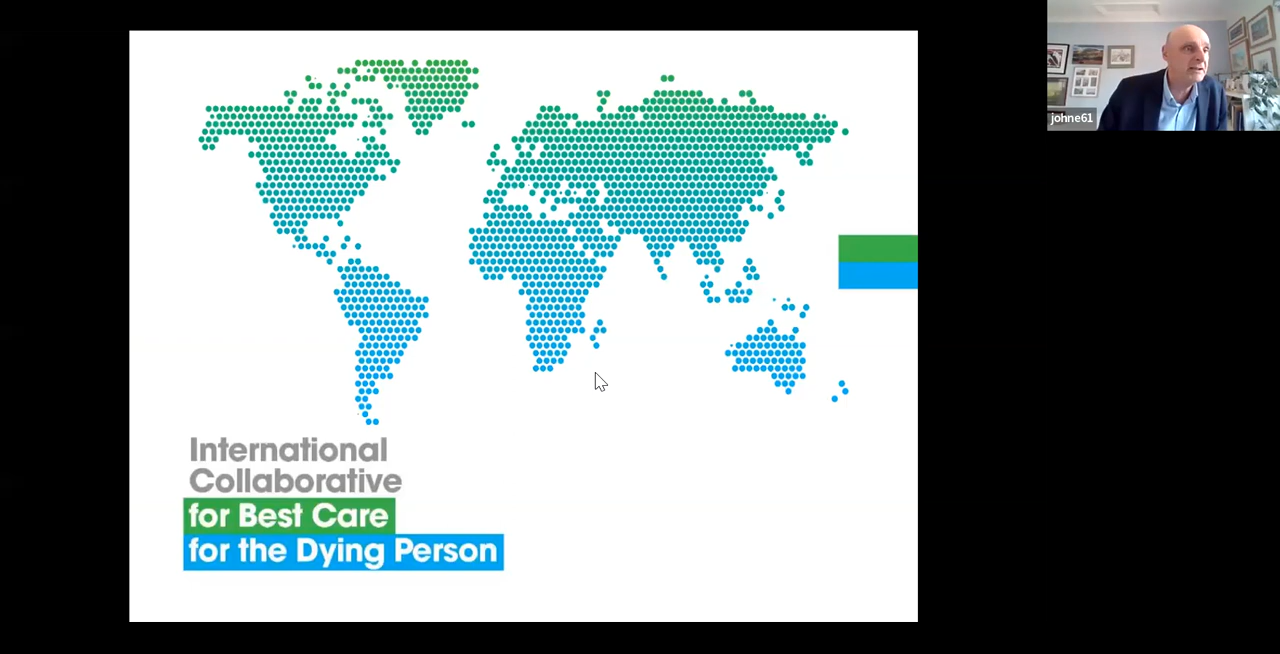 johne61
International
Collaborative
for Best Care
for the Dying Person